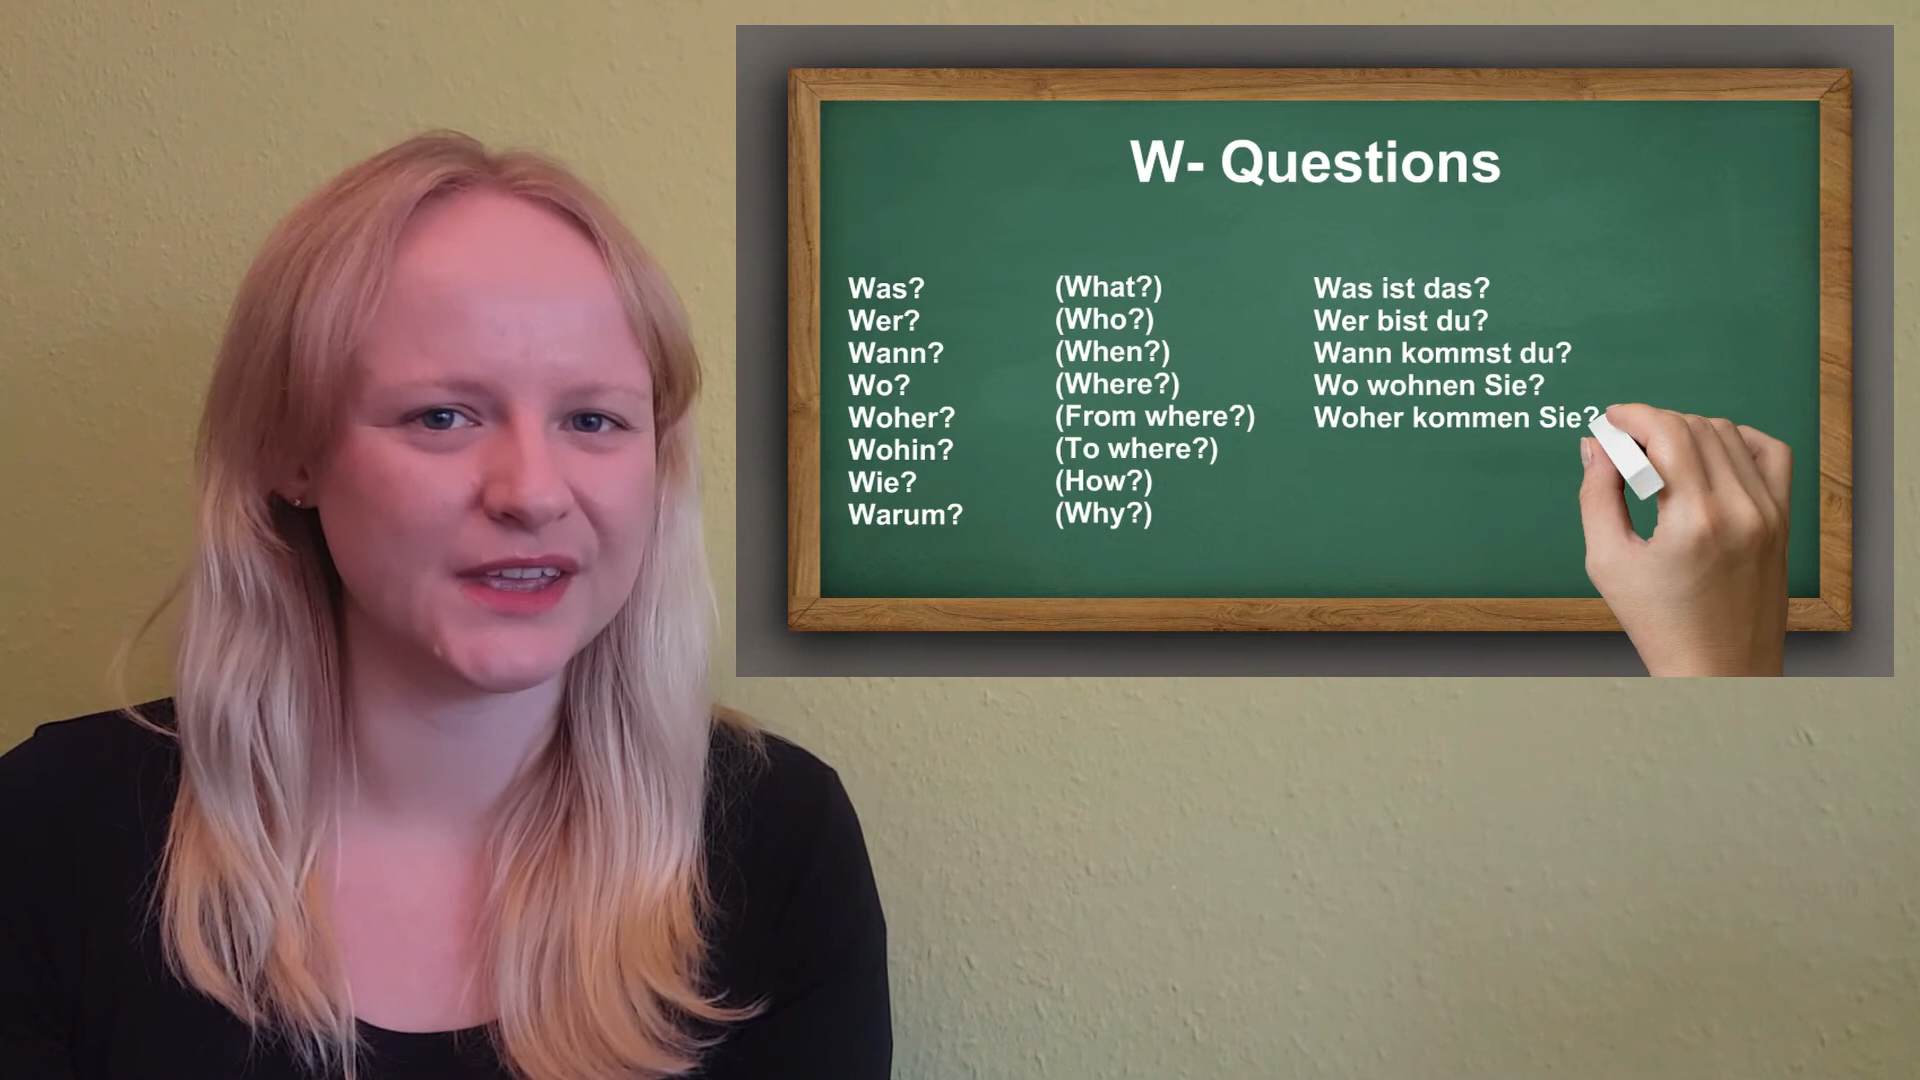 W- Questions
Was? (What?) Was ist das?
Wer? (Who?) Wer bist du?
Wann? (When?) Wann kommst du?
Wo? (Where?) Wo wohnen Sie?
Woher? (From where?) Woher kommen Sie?
Wohin? (To where?)
Wie? (How?)
Warum? (Why?)